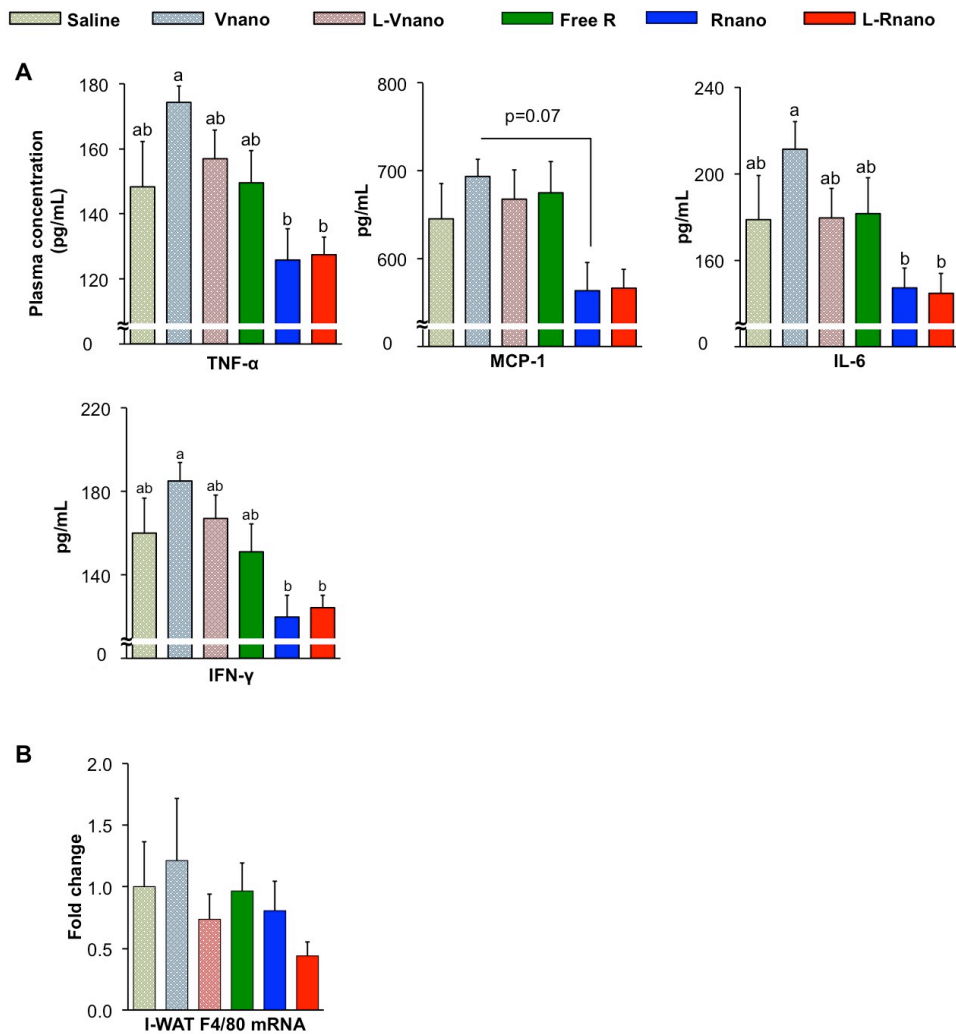 Saline Vnano L-Vnano Free R Rnano L-Rnano
A
Plasma concentration
(pg/mL)
180
160
140
120
0
a
ab
ab
ab
b
b
TNF-α
pg/mL
800
700
600
0
p=0.07
MCP-1
pg/mL
240
200
160
0
ab
a
ab
ab
b
b
IL-6
pg/mL
220
180
140
0
ab
a
ab
ab
b
b
IFN-γ
B
Fold change
2.0
1.5
1.0
0.5
0.0
I-WAT F4/80 mRNA